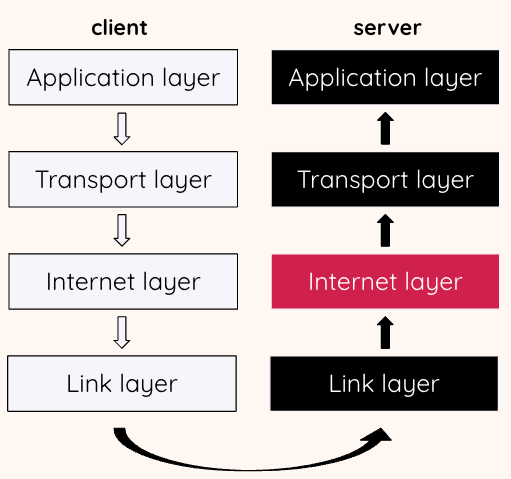 client
server
Application layer
Application layer
Transport layer
Transport layer
Internet layer
Internet layer
Link layer
Link layer